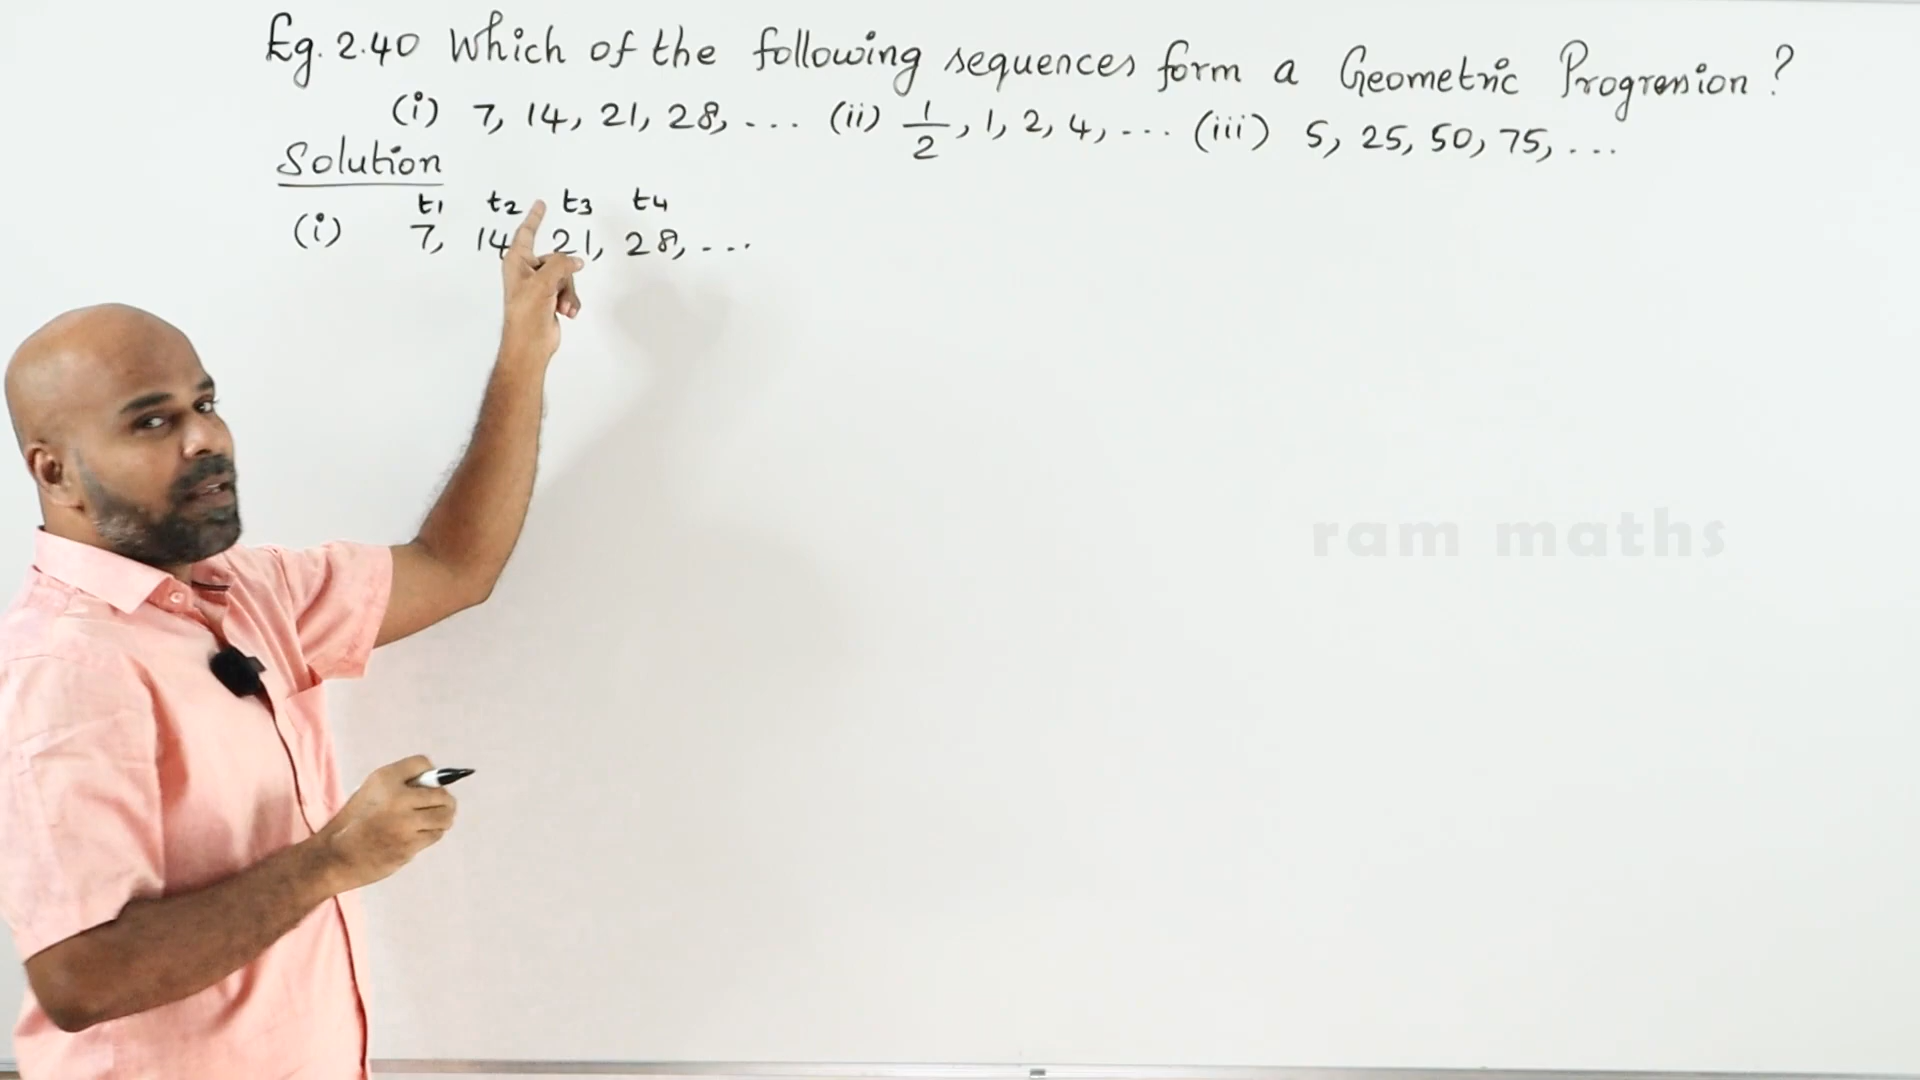 Eg. 2.40 Which of the following sequences form a Geometric Progression?
(i) 7, 14, 21, 28, ... (ii) 1/2, 1, 2, 4, ... (iii) 5, 25, 50, 75, ...
Solution
t1 t2 t3 t4
(i) 7, 14 21, 28, ...
ram maths